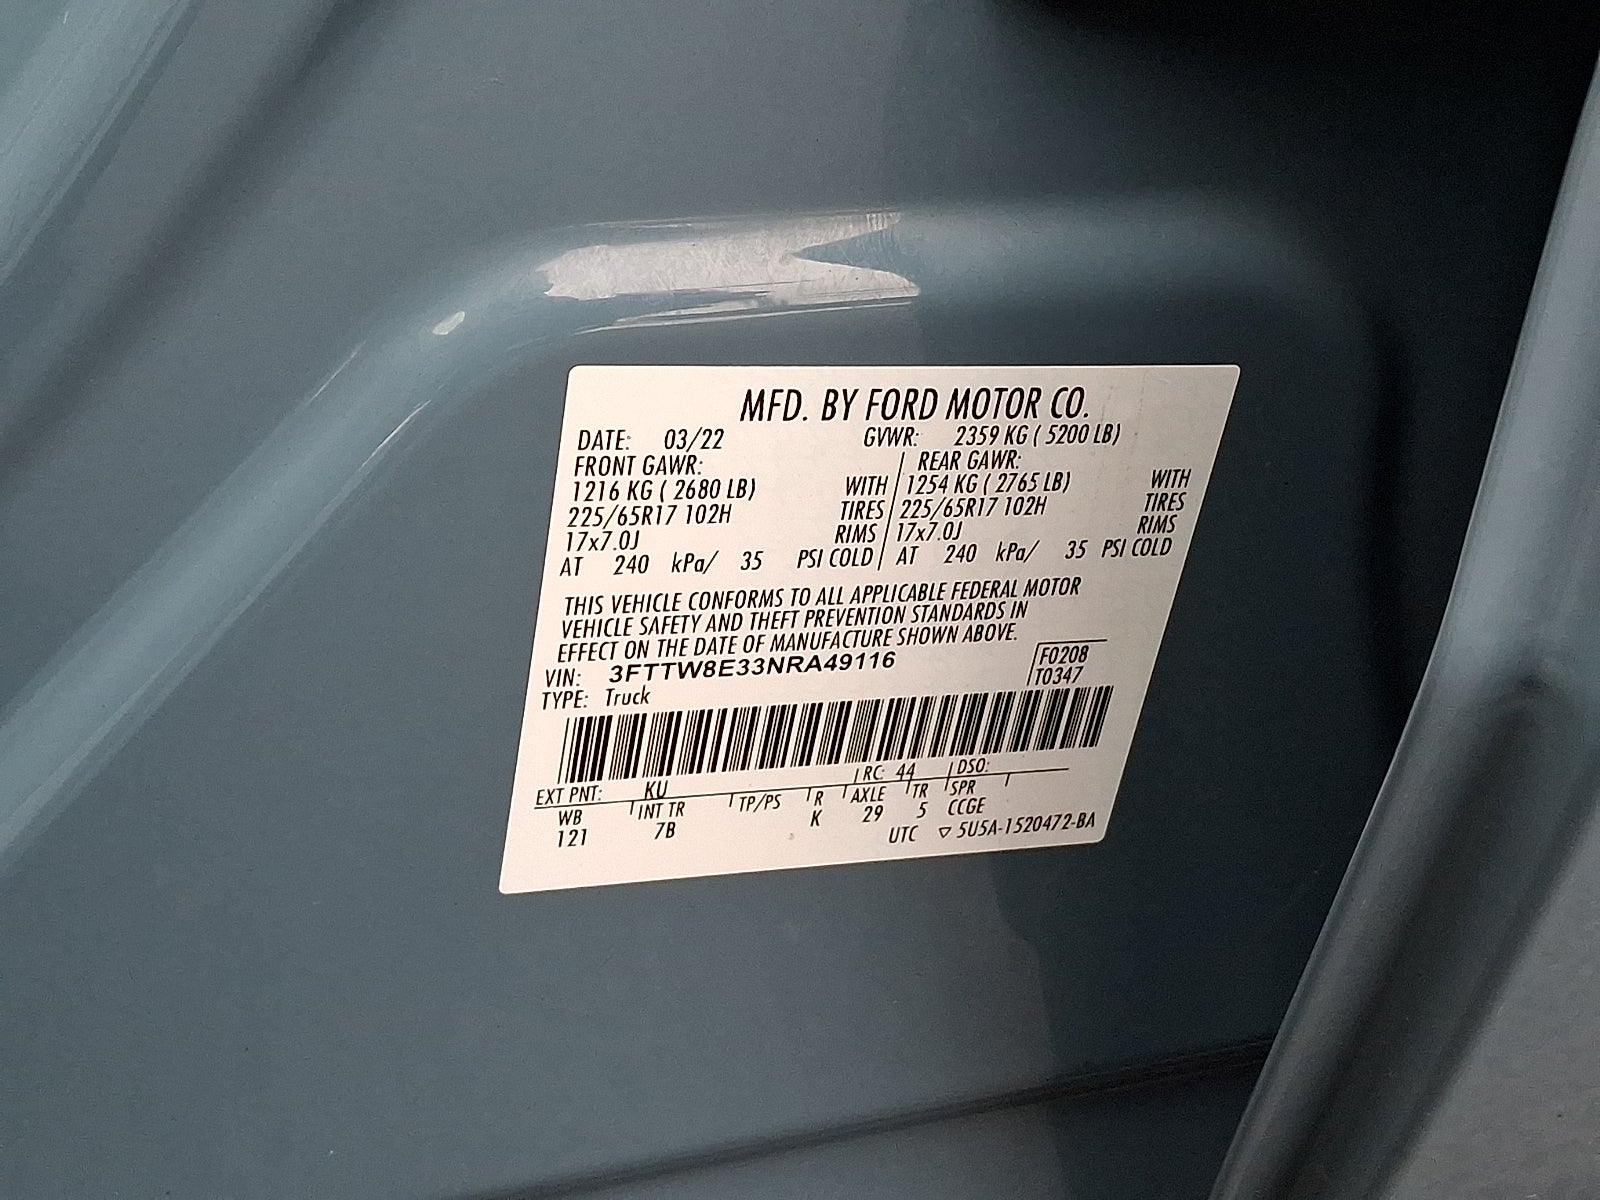 MFD. BY FORD MOTOR CO.
DATE: 03/22 GVWR: 2359 KG ( 5200 LB)
FRONT GAWR: REAR GAWR:
1216 KG ( 2680 LB) WITH 1254 KG ( 2765 LB) WITH
225/65R17 102H TIRES 225/65R17 102H TIRES
17x7.0J RIMS 17x7.0J RIMS
AT 240 kPa/ 35 PSI COLD AT 240 kPa/ 35 PSI COLD
THIS VEHICLE CONFORMS TO ALL APPLICABLE FEDERAL MOTOR
VEHICLE SAFETY AND THEFT PREVENTION STANDARDS IN
EFFECT ON THE DATE OF MANUFACTURE SHOWN ABOVE.
VIN: 3FTTW8E33NRA49116 F0208
TYPE: Truck T0347
EXT PNT: KU RC: 44 DSO:
WB INT TR TP/PS R AXLE TR SPR
121 7B K 29 5 CCGE
UTC ▽ 5U5A-1520472-BA